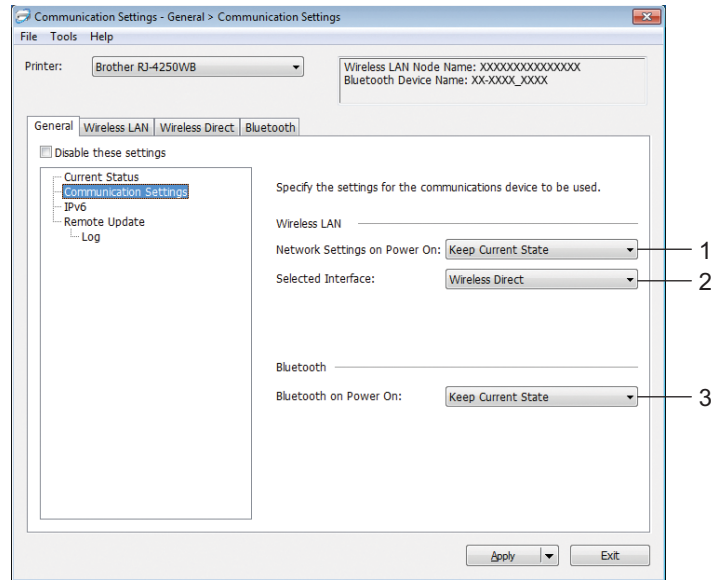 Communication Settings - General > Communication Settings
File Tools Help
Printer: Brother RJ-4250WB
Wireless LAN Node Name: XXXXXXXXXXXXXXX
Bluetooth Device Name: XX-XXXX_XXXX
General Wireless LAN Wireless Direct Bluetooth
Disable these settings
Current Status
Communication Settings
IPv6
Remote Update
Log
Specify the settings for the communications device to be used.
Wireless LAN
Network Settings on Power On: Keep Current State 1
Selected Interface: Wireless Direct 2
Bluetooth
Bluetooth on Power On: Keep Current State 3
Apply Exit